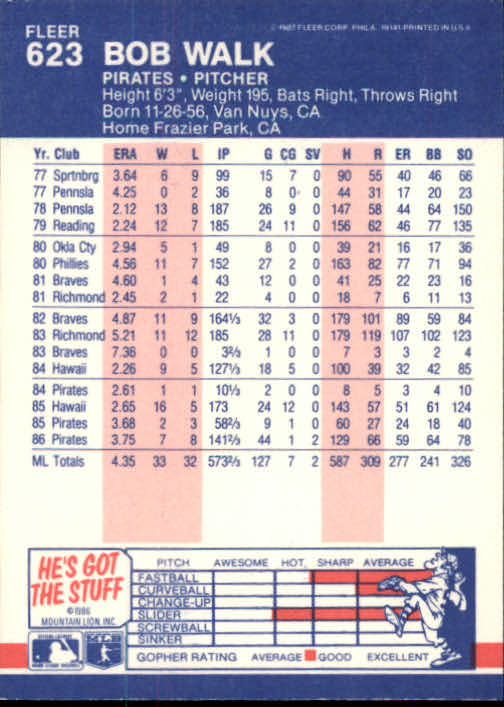 © 1987 FLEER CORP. PHILA. 19141-PRINTED IN U.S.A.
FLEER
623 BOB WALK
PIRATES • PITCHER
Height 6'3", Weight 195, Bats Right, Throws Right
Born 11-26-56, Van Nuys, CA
Home Frazier Park, CA
Yr. Club ERA W L IP G CG SV H R ER BB SO
77 Sprtnbrg 3.64 6 9 99 15 7 0 90 55 40 46 66
77 Pennsla 4.25 0 2 36 8 0 0 44 31 17 20 23
78 Pennsla 2.12 13 8 187 26 9 0 147 58 44 64 150
79 Reading 2.24 12 7 185 24 11 0 156 62 46 77 135
80 Okla Cty 2.94 5 1 49 8 0 0 39 21 16 17 36
80 Phillies 4.56 11 7 152 27 2 0 163 82 77 71 94
81 Braves 4.60 1 4 43 12 0 0 41 25 22 23 16
81 Richmond 2.45 2 1 22 4 0 0 18 7 6 11 13
82 Braves 4.87 11 9 164⅓ 32 3 0 179 101 89 59 84
83 Richmond 5.21 11 12 185 28 11 0 179 119 107 102 123
83 Braves 7.36 0 0 3⅔ 1 0 0 7 3 3 2 4
84 Hawaii 2.26 9 5 127⅓ 18 5 0 100 39 32 42 85
84 Pirates 2.61 1 1 10⅓ 2 0 0 8 5 3 4 10
85 Hawaii 2.65 16 5 173 24 12 0 143 57 51 61 124
85 Pirates 3.68 2 3 58⅔ 9 1 0 60 27 24 18 40
86 Pirates 3.75 7 8 141⅔ 44 1 2 129 66 59 64 78
ML Totals 4.35 33 32 573⅔ 127 7 2 587 309 277 241 326
HE'S GOT
THE STUFF
©1986
MOUNTAIN LION, INC.
PITCH AWESOME HOT, SHARP AVERAGE
FASTBALL
CURVEBALL
CHANGE-UP
SLIDER
SCREWBALL
SINKER
GOPHER RATING AVERAGE GOOD EXCELLENT